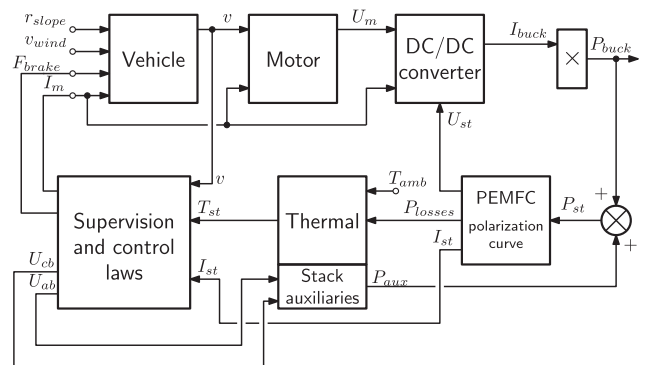 r_slope
v
U_m
I_buck
P_buck
v_wind
F_brake
I_m
Vehicle
Motor
DC/DC
converter
×
U_st
v
T_amb
+
T_st
P_losses
P_st
I_st
+
Supervision
and control
laws
Thermal
PEMFC
polarization
curve
U_cb
U_ab
I_st
Stack
auxiliaries
P_aux